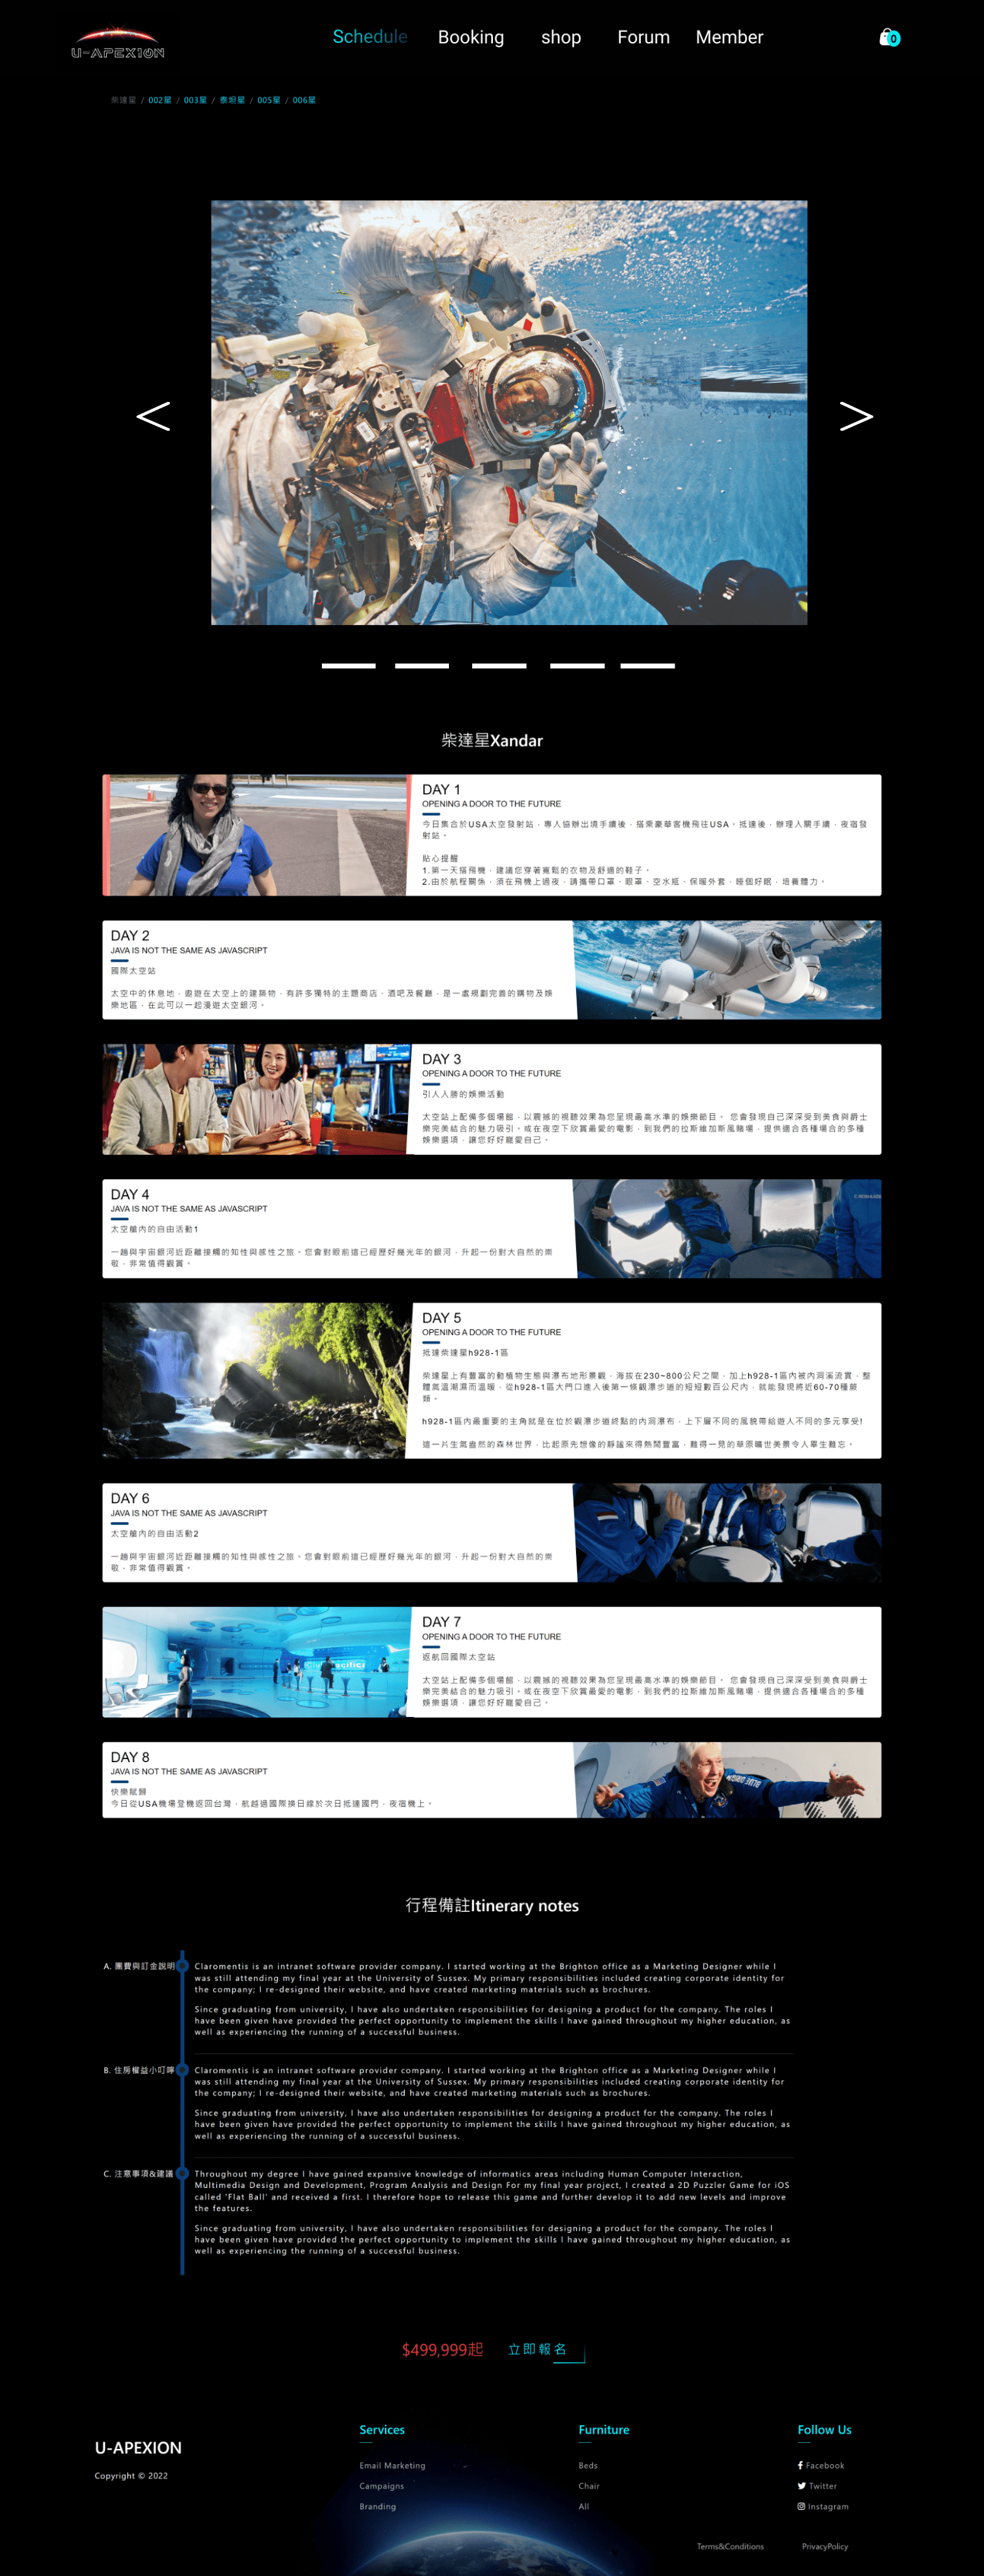 U-APEXION
Schedule Booking shop Forum Member
0
柴達星 / 002星 / 003星 / 泰坦星 / 005星 / 006星
柴達星Xandar
DAY 1
OPENING A DOOR TO THE FUTURE
今日集合於USA太空發射站，專人協辦出境手續後，搭乘豪華客機飛往USA。抵達後，辦理入關手續，夜宿發
射站。
貼心提醒
1.第一天搭飛機，建議您穿著寬鬆的衣物及舒適的鞋子。
2.由於航程關係，須在飛機上過夜，請攜帶口罩、眼罩、空水瓶、保暖外套，睡個好眠，培養體力。
DAY 2
JAVA IS NOT THE SAME AS JAVASCRIPT
國際太空站
太空中的休息地，遨遊在太空上的建築物，有許多獨特的主題商店、酒吧及餐廳，是一處規劃完善的購物及娛
樂地區，在此可以一起漫遊太空銀河。
DAY 3
OPENING A DOOR TO THE FUTURE
引人入勝的娛樂活動
太空站上配備多個場館，以震撼的視聽效果為您呈現最高水準的娛樂節目。 您會發現自己深深受到美食與爵士
樂完美結合的魅力吸引。或在夜空下欣賞最愛的電影，到我們的拉斯維加斯風賭場，提供適合各種場合的多種
娛樂選項，讓您好好寵愛自己。
DAY 4
JAVA IS NOT THE SAME AS JAVASCRIPT
太空艙內的自由活動1
一趟與宇宙銀河近距離接觸的知性與感性之旅。您會對眼前這已經歷好幾光年的銀河，升起一份對大自然的崇
敬，非常值得觀賞。
DAY 5
OPENING A DOOR TO THE FUTURE
抵達柴達星h928-1區
柴達星上有豐富的動植物生態與瀑布地形景觀，海拔在230~800公尺之間，加上h928-1區內被內洞溪流貫，整
體氣溫潮濕而溫暖，從h928-1區大門口進入後第一條觀瀑步道的短短數百公尺內，就能發現將近60-70種蕨
類。
h928-1區內最重要的主角就是在位於觀瀑步道終點的內洞瀑布，上下層不同的風貌帶給遊人不同的多元享受!
這一片生氣盎然的森林世界，比起原先想像的靜謐來得熱鬧豐富，難得一見的草原曠世美景令人畢生難忘。
DAY 6
JAVA IS NOT THE SAME AS JAVASCRIPT
太空艙內的自由活動2
一趟與宇宙銀河近距離接觸的知性與感性之旅。您會對眼前這已經歷好幾光年的銀河，升起一份對大自然的崇
敬，非常值得觀賞。
DAY 7
OPENING A DOOR TO THE FUTURE
返航回國際太空站
太空站上配備多個場館，以震撼的視聽效果為您呈現最高水準的娛樂節目。 您會發現自己深深受到美食與爵士
樂完美結合的魅力吸引。或在夜空下欣賞最愛的電影，到我們的拉斯維加斯風賭場，提供適合各種場合的多種
娛樂選項，讓您好好寵愛自己。
DAY 8
JAVA IS NOT THE SAME AS JAVASCRIPT
快樂賦歸
今日從USA機場登機返回台灣，航越過國際換日線於次日抵達國門，夜宿機上。
行程備註Itinerary notes
A. 團費與訂金說明
Claromentis is an intranet software provider company. I started working at the Brighton office as a Marketing Designer while I
was still attending my final year at the University of Sussex. My primary responsibilities included creating corporate identity for
the company; I re-designed their website, and have created marketing materials such as brochures.
Since graduating from university, I have also undertaken responsibilities for designing a product for the company. The roles I
have been given have provided the perfect opportunity to implement the skills I have gained throughout my higher education, as
well as experiencing the running of a successful business.
B. 住房權益小叮嚀
Claromentis is an intranet software provider company. I started working at the Brighton office as a Marketing Designer while I
was still attending my final year at the University of Sussex. My primary responsibilities included creating corporate identity for
the company; I re-designed their website, and have created marketing materials such as brochures.
Since graduating from university, I have also undertaken responsibilities for designing a product for the company. The roles I
have been given have provided the perfect opportunity to implement the skills I have gained throughout my higher education, as
well as experiencing the running of a successful business.
C. 注意事項&建議
Throughout my degree I have gained expansive knowledge of informatics areas including Human Computer Interaction,
Multimedia Design and Development, Program Analysis and Design For my final year project, I created a 2D Puzzler Game for iOS
called 'Flat Ball' and received a first. I therefore hope to release this game and further develop it to add new levels and improve
the features.
Since graduating from university, I have also undertaken responsibilities for designing a product for the company. The roles I
have been given have provided the perfect opportunity to implement the skills I have gained throughout my higher education, as
well as experiencing the running of a successful business.
$499,999起 立即報名
U-APEXION
Copyright © 2022
Services
Email Marketing
Campaigns
Branding
Furniture
Beds
Chair
All
Follow Us
Facebook
Twitter
Instagram
Terms&Conditions PrivacyPolicy